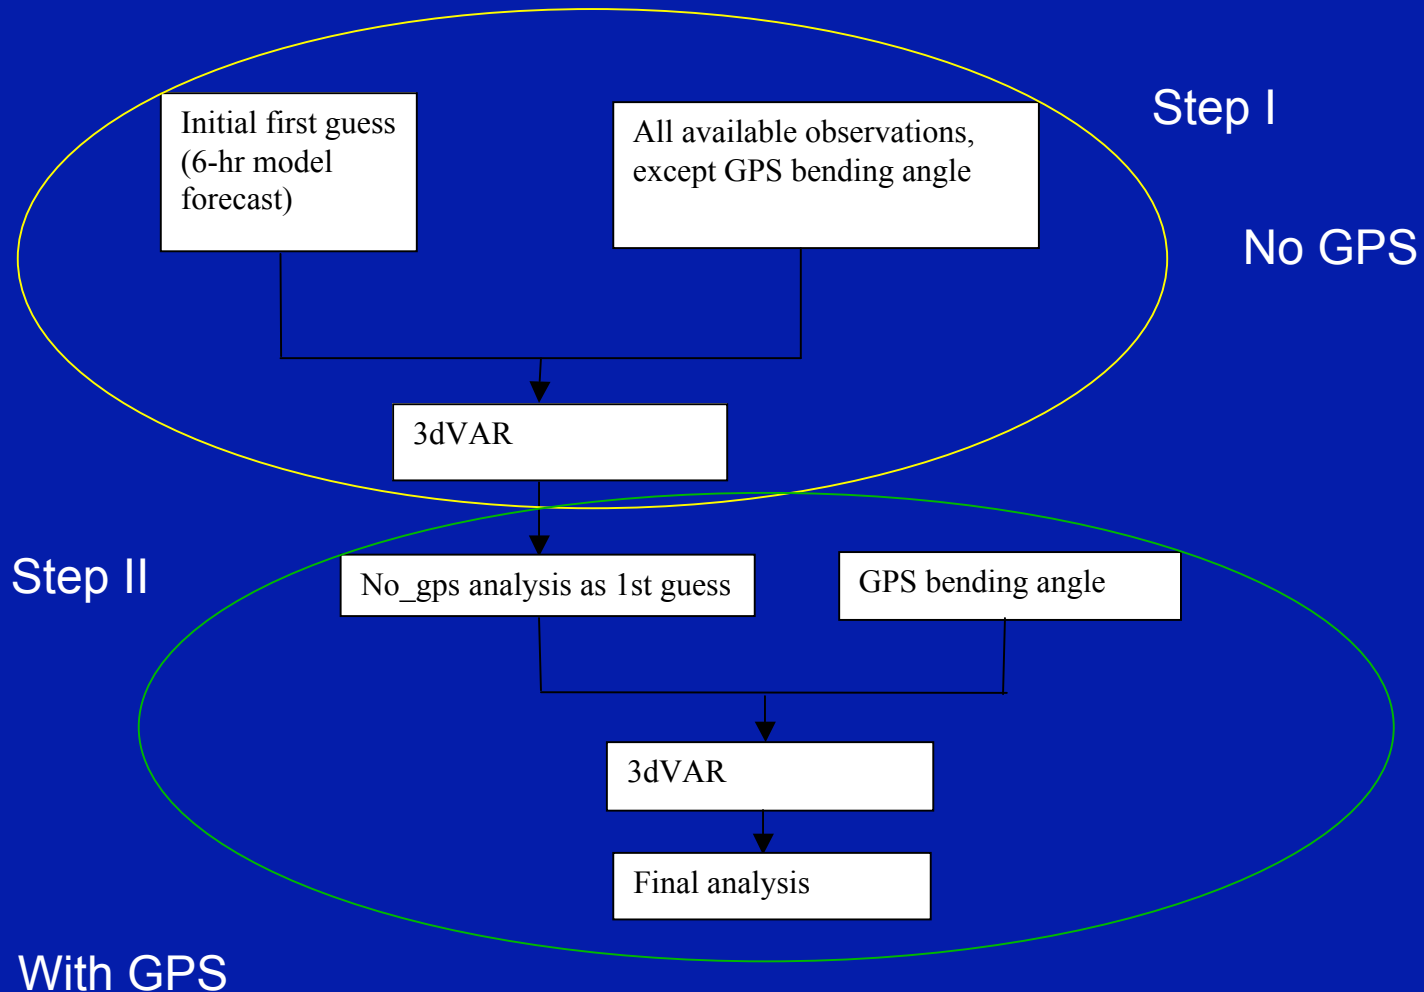 Step I
Initial first guess
(6-hr model
forecast)
All available observations,
except GPS bending angle
No GPS
3dVAR
Step II
No_gps analysis as 1st guess
GPS bending angle
3dVAR
Final analysis
With GPS